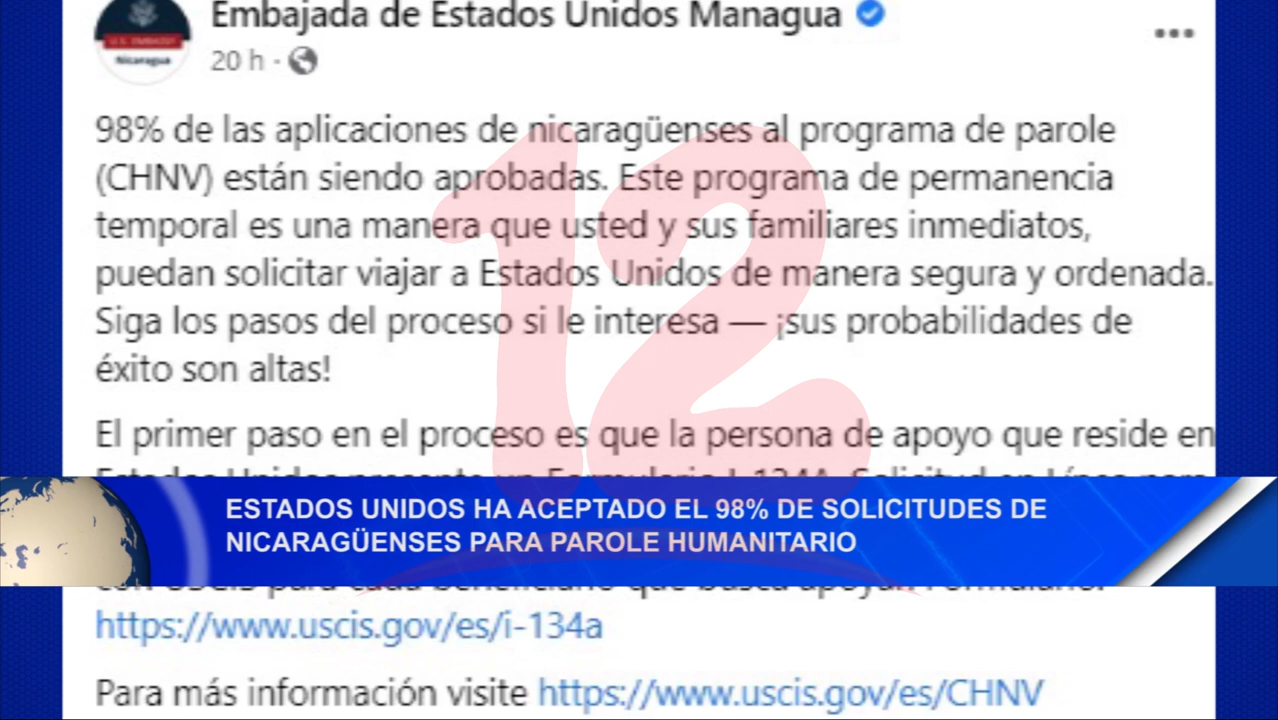 Embajada de Estados Unidos Managua
U.S. EMBASSY
Nicaragua
20 h ·
98% de las aplicaciones de nicaragüenses al programa de parole
(CHNV) están siendo aprobadas. Este programa de permanencia
temporal es una manera que usted y sus familiares inmediatos,
puedan solicitar viajar a Estados Unidos de manera segura y ordenada.
Siga los pasos del proceso si le interesa — ¡sus probabilidades de
éxito son altas!
El primer paso en el proceso es que la persona de apoyo que reside en
12
ESTADOS UNIDOS HA ACEPTADO EL 98% DE SOLICITUDES DE
NICARAGÜENSES PARA PAROLE HUMANITARIO
https://www.uscis.gov/es/i-134a
Para más información visite https://www.uscis.gov/es/CHNV